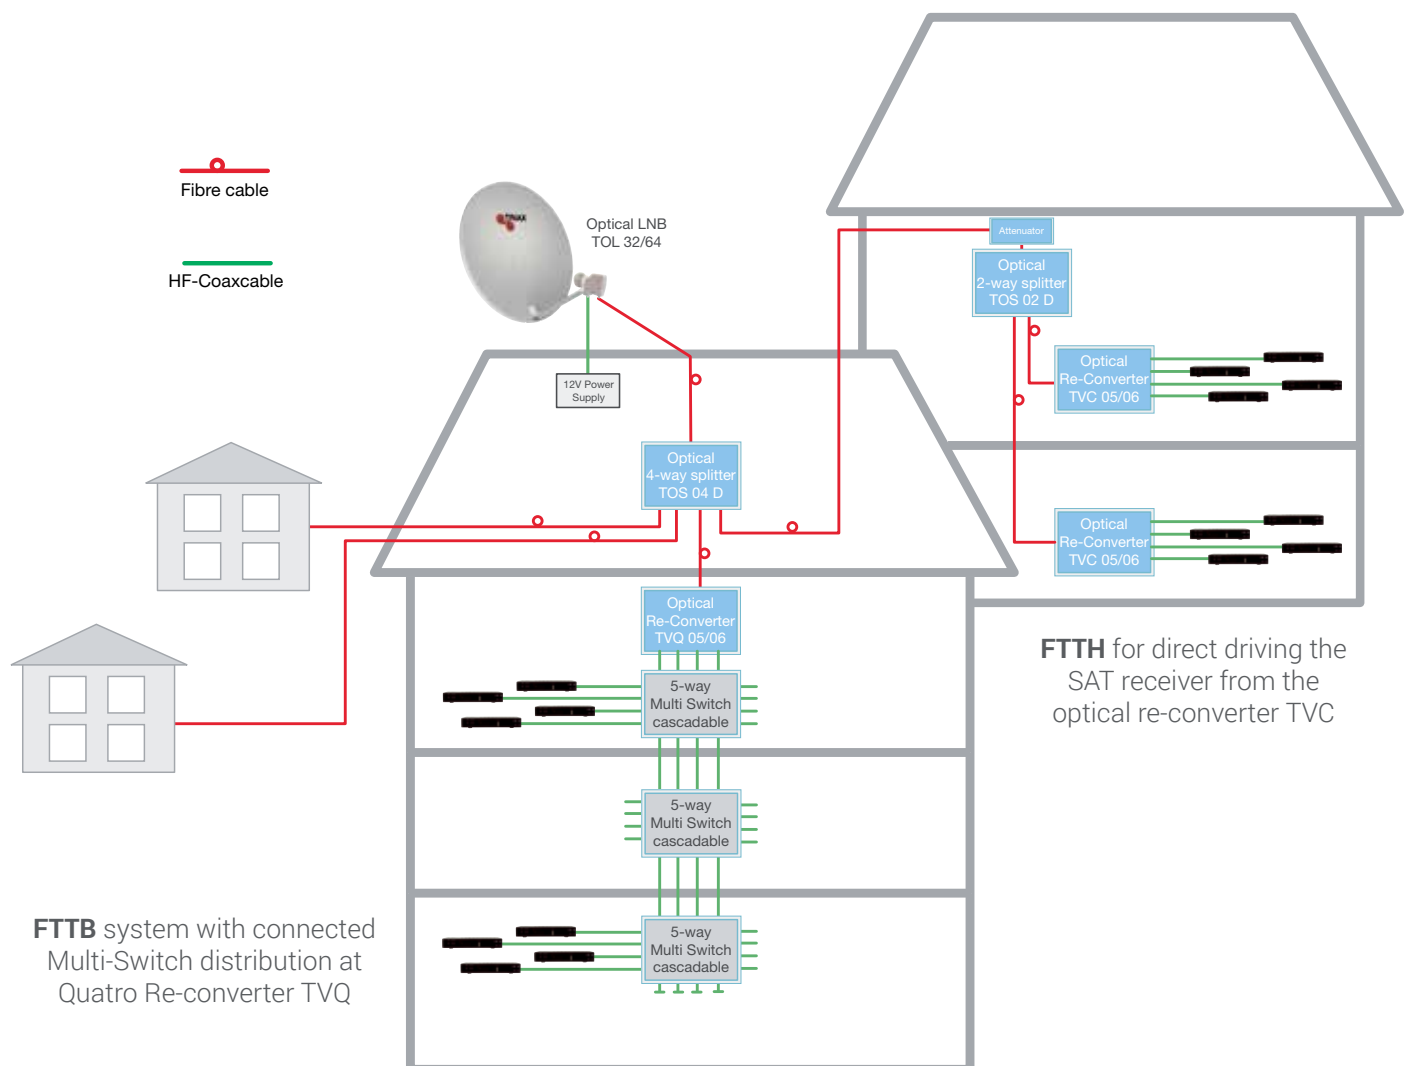 Fibre cable
HF-Coaxcable
Optical LNB
TOL 32/64
12V Power
Supply
Optical
4-way splitter
TOS 04 D
Attenuator
Optical
2-way splitter
TOS 02 D
Optical
Re-Converter
TVC 05/06
Optical
Re-Converter
TVC 05/06
FTTH for direct driving the
SAT receiver from the
optical re-converter TVC
Optical
Re-Converter
TVQ 05/06
5-way
Multi Switch
cascadable
5-way
Multi Switch
cascadable
5-way
Multi Switch
cascadable
FTTB system with connected
Multi-Switch distribution at
Quatro Re-converter TVQ